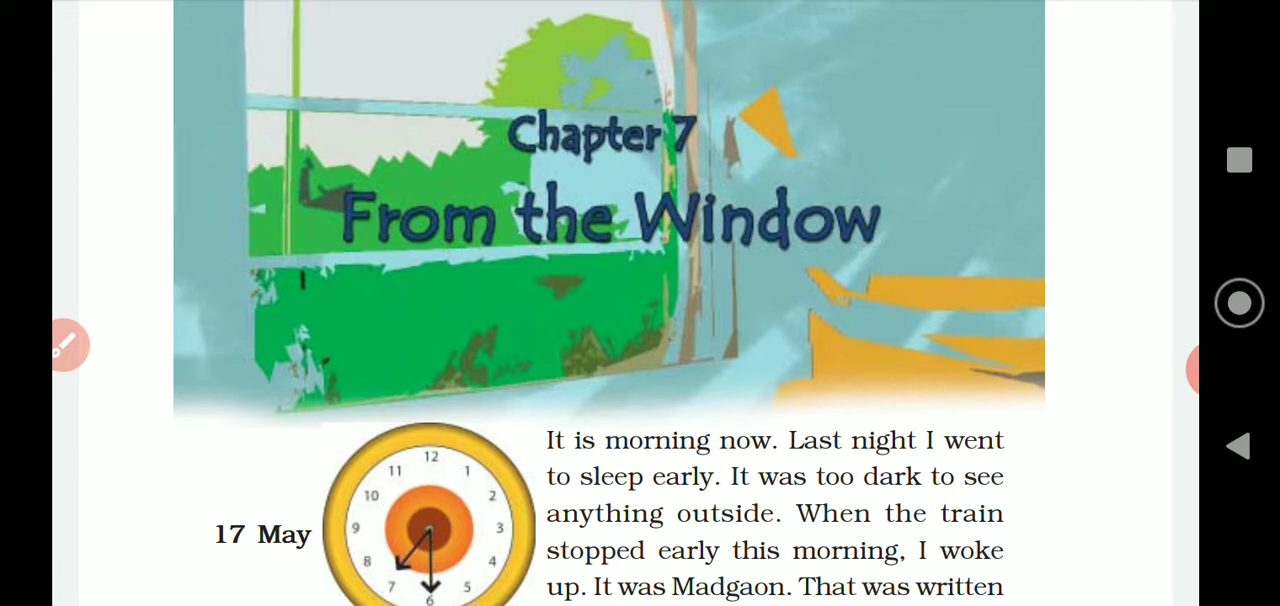 Chapter 7
From the Window
12
11
1
10
2
9
3
8
4
7
5
6
17 May
It is morning now. Last night I went
to sleep early. It was too dark to see
anything outside. When the train
stopped early this morning, I woke
up. It was Madgaon. That was written